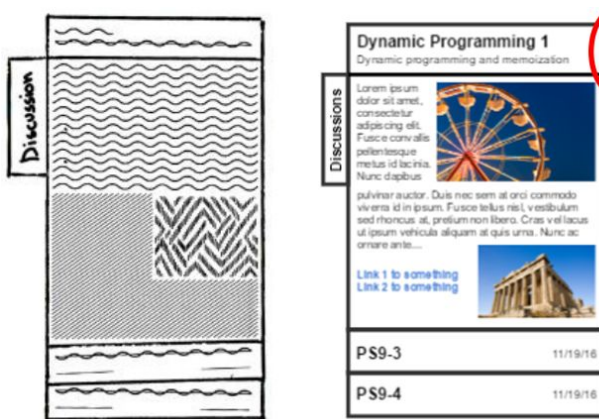 Discussion
Dynamic Programming 1
Dynamic programming and memoization
Discussions
Lorem ipsum
dolor sit amet,
consectetur
adipiscing elit.
Fusce convallis
pellentesque
metus id lacinia.
Nunc dapibus
pulvinar auctor. Duis nec sem at orci commodo
viverra id in ipsum. Fusce tellus nisl, vestibulum
sed rhoncus at, pretium non libero. Cras vel lacus
ut ipsum vehicula aliquam at quis urna. Nunc ac
ornare ante....
Link 1 to something
Link 2 to something
PS9-3 11/19/16
PS9-4 11/19/16